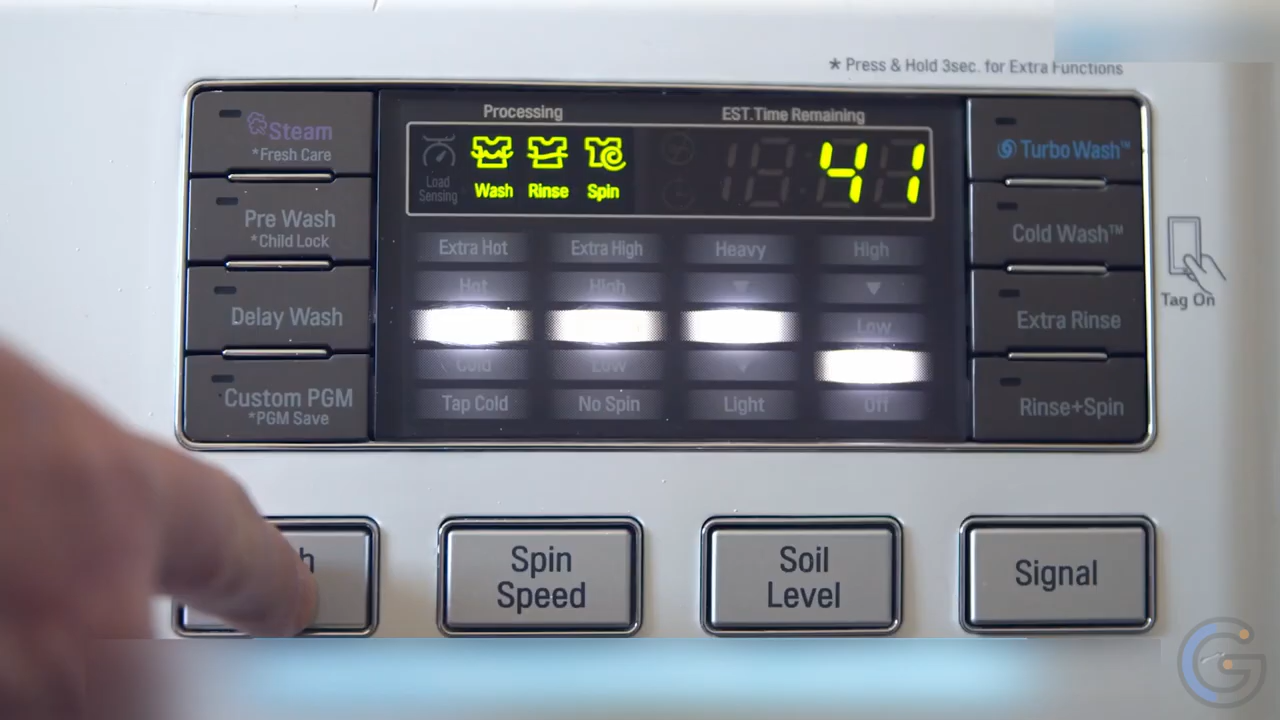 * Press & Hold 3sec. for Extra Functions
Steam
*Fresh Care
Pre Wash
*Child Lock
Delay Wash
Custom PGM
*PGM Save
Processing
EST.Time Remaining
Load
Sensing
Wash
Rinse
Spin
41
Extra Hot
Extra High
Heavy
High
Hot
High
Low
Cold
Low
Tap Cold
No Spin
Light
Off
TurboWash™
Cold Wash™
Extra Rinse
Rinse+Spin
Tag On
Spin
Speed
Soil
Level
Signal